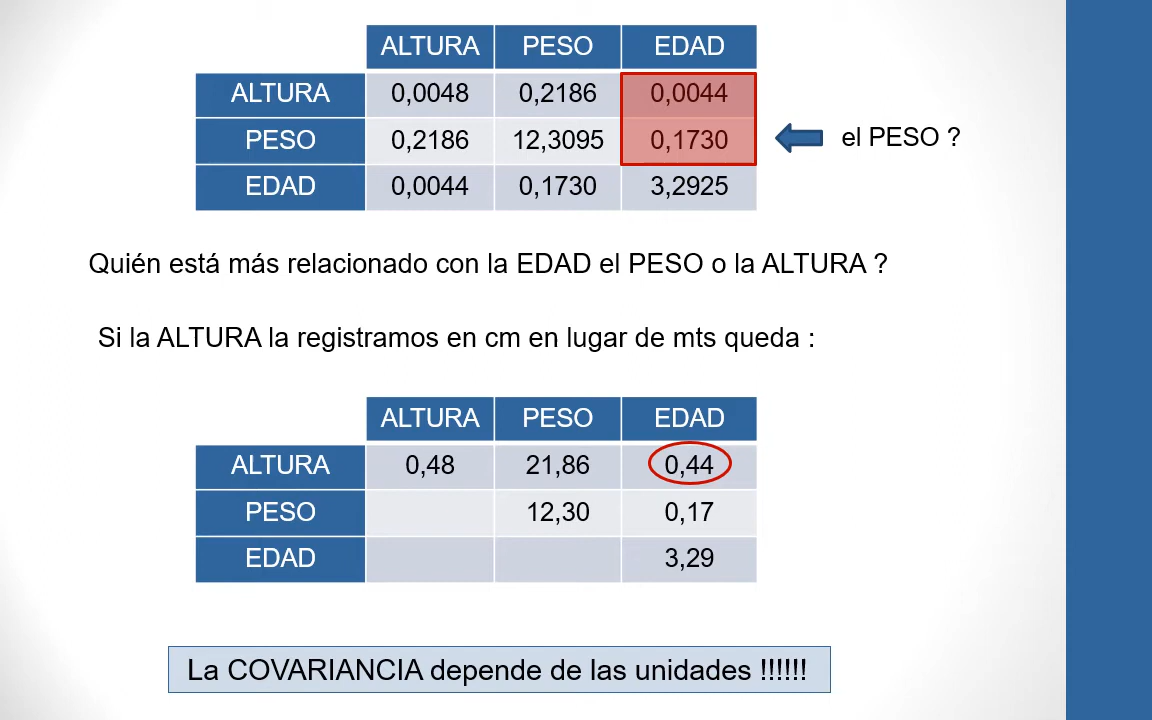 ALTURA PESO EDAD
ALTURA 0,0048 0,2186 0,0044
PESO 0,2186 12,3095 0,1730
el PESO ?
EDAD 0,0044 0,1730 3,2925
Quién está más relacionado con la EDAD el PESO o la ALTURA ?
Si la ALTURA la registramos en cm en lugar de mts queda :
ALTURA PESO EDAD
ALTURA 0,48 21,86 0,44
PESO 12,30 0,17
EDAD 3,29
La COVARIANCIA depende de las unidades !!!!!!